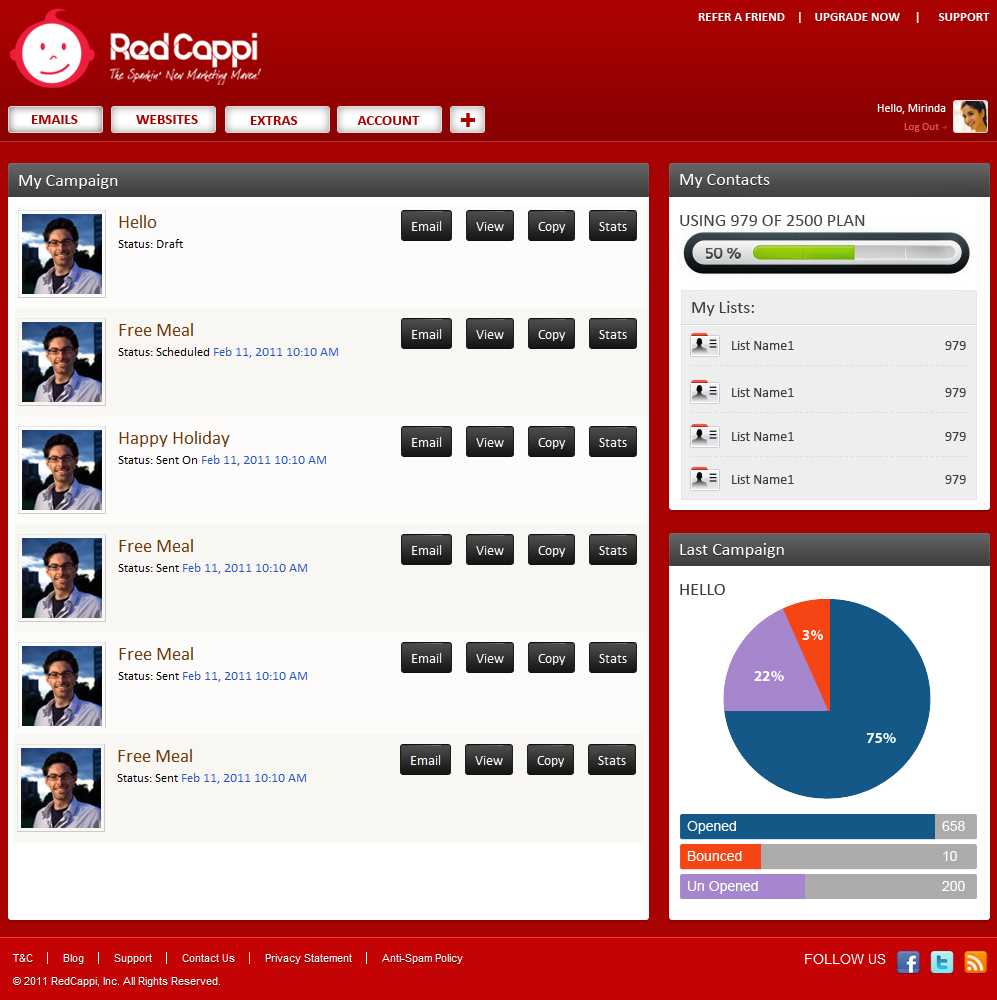 REFER A FRIEND | UPGRADE NOW | SUPPORT
RedCappi
The Spankin' New Marketing Maven!
EMAILS WEBSITES EXTRAS ACCOUNT +
Hello, Mirinda
Log Out
My Campaign
Hello
Status: Draft
Email View Copy Stats
Free Meal
Status: Scheduled Feb 11, 2011 10:10 AM
Email View Copy Stats
Happy Holiday
Status: Sent On Feb 11, 2011 10:10 AM
Email View Copy Stats
Free Meal
Status: Sent Feb 11, 2011 10:10 AM
Email View Copy Stats
Free Meal
Status: Sent Feb 11, 2011 10:10 AM
Email View Copy Stats
Free Meal
Status: Sent Feb 11, 2011 10:10 AM
Email View Copy Stats
My Contacts
USING 979 OF 2500 PLAN
50 %
My Lists:
List Name1 979
List Name1 979
List Name1 979
List Name1 979
Last Campaign
HELLO
3%
22%
75%
Opened 658
Bounced 10
Un Opened 200
T&C | Blog | Support | Contact Us | Privacy Statement | Anti-Spam Policy
© 2011 RedCappi, Inc. All Rights Reserved.
FOLLOW US